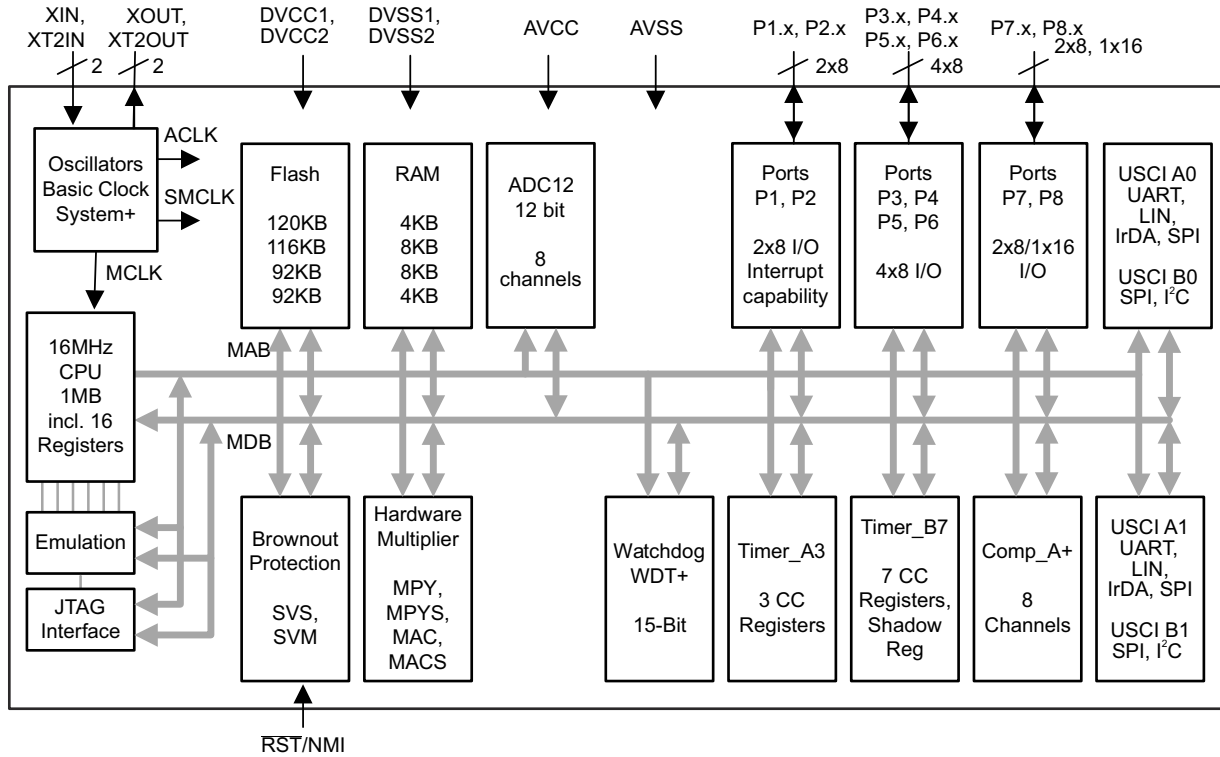 XIN,
XT2IN
XOUT,
XT2OUT
DVCC1,
DVCC2
DVSS1,
DVSS2
AVCC
AVSS
P1.x, P2.x
P3.x, P4.x
P5.x, P6.x
P7.x, P8.x
2
2
2x8
4x8
2x8, 1x16
Oscillators
Basic Clock
System+
ACLK
SMCLK
MCLK
Flash
120KB
116KB
92KB
92KB
RAM
4KB
8KB
8KB
4KB
ADC12
12 bit
8
channels
Ports
P1, P2
2x8 I/O
Interrupt
capability
Ports
P3, P4
P5, P6
4x8 I/O
Ports
P7, P8
2x8/1x16
I/O
USCI A0
UART,
LIN,
IrDA, SPI
USCI B0
SPI, I²C
16MHz
CPU
1MB
incl. 16
Registers
MAB
MDB
Emulation
JTAG
Interface
Brownout
Protection
SVS,
SVM
Hardware
Multiplier
MPY,
MPYS,
MAC,
MACS
Watchdog
WDT+
15-Bit
Timer_A3
3 CC
Registers
Timer_B7
7 CC
Registers,
Shadow
Reg
Comp_A+
8
Channels
USCI A1
UART,
LIN,
IrDA, SPI
USCI B1
SPI, I²C
RST/NMI